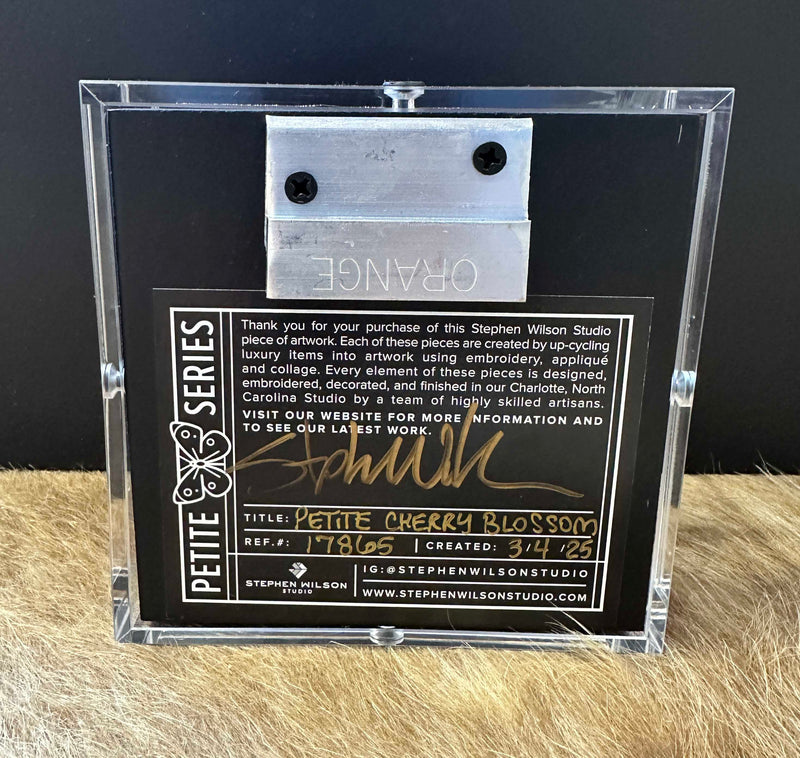 ORANGE
Thank you for your purchase of this Stephen Wilson Studio
piece of artwork. Each of these pieces are created by up-cycling
luxury items into artwork using embroidery, appliqué
and collage. Every element of these pieces is designed,
embroidered, decorated, and finished in our Charlotte, North
Carolina Studio by a team of highly skilled artisans.
VISIT OUR WEBSITE FOR MORE INFORMATION AND
TO SEE OUR LATEST WORK.
Stephen Wilson
PETITE SERIES
TITLE: PETITE CHERRY BLOSSOM
REF.#: 17865 | CREATED: 3/4/25
STEPHEN WILSON
STUDIO
IG:@STEPHENWILSONSTUDIO
WWW.STEPHENWILSONSTUDIO.COM